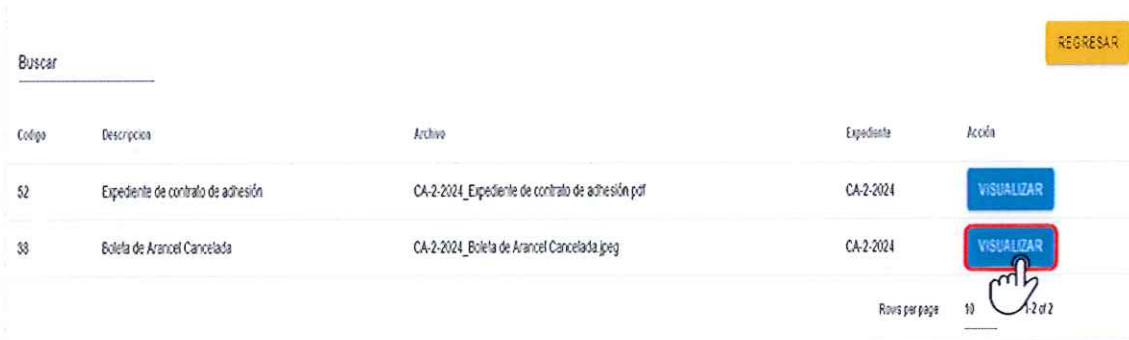 REGRESAR
Buscar
Codigo Descripcion Archivo Expediente Acción
52 Expediente de contrato de adhesión CA-2-2024_Expediente de contrato de adhesión.pdf CA-2-2024 VISUALIZAR
38 Boleta de Arancel Cancelada CA-2-2024_Boleta de Arancel Cancelada.jpeg CA-2-2024 VISUALIZAR
Rows per page 10 1-2 of 2